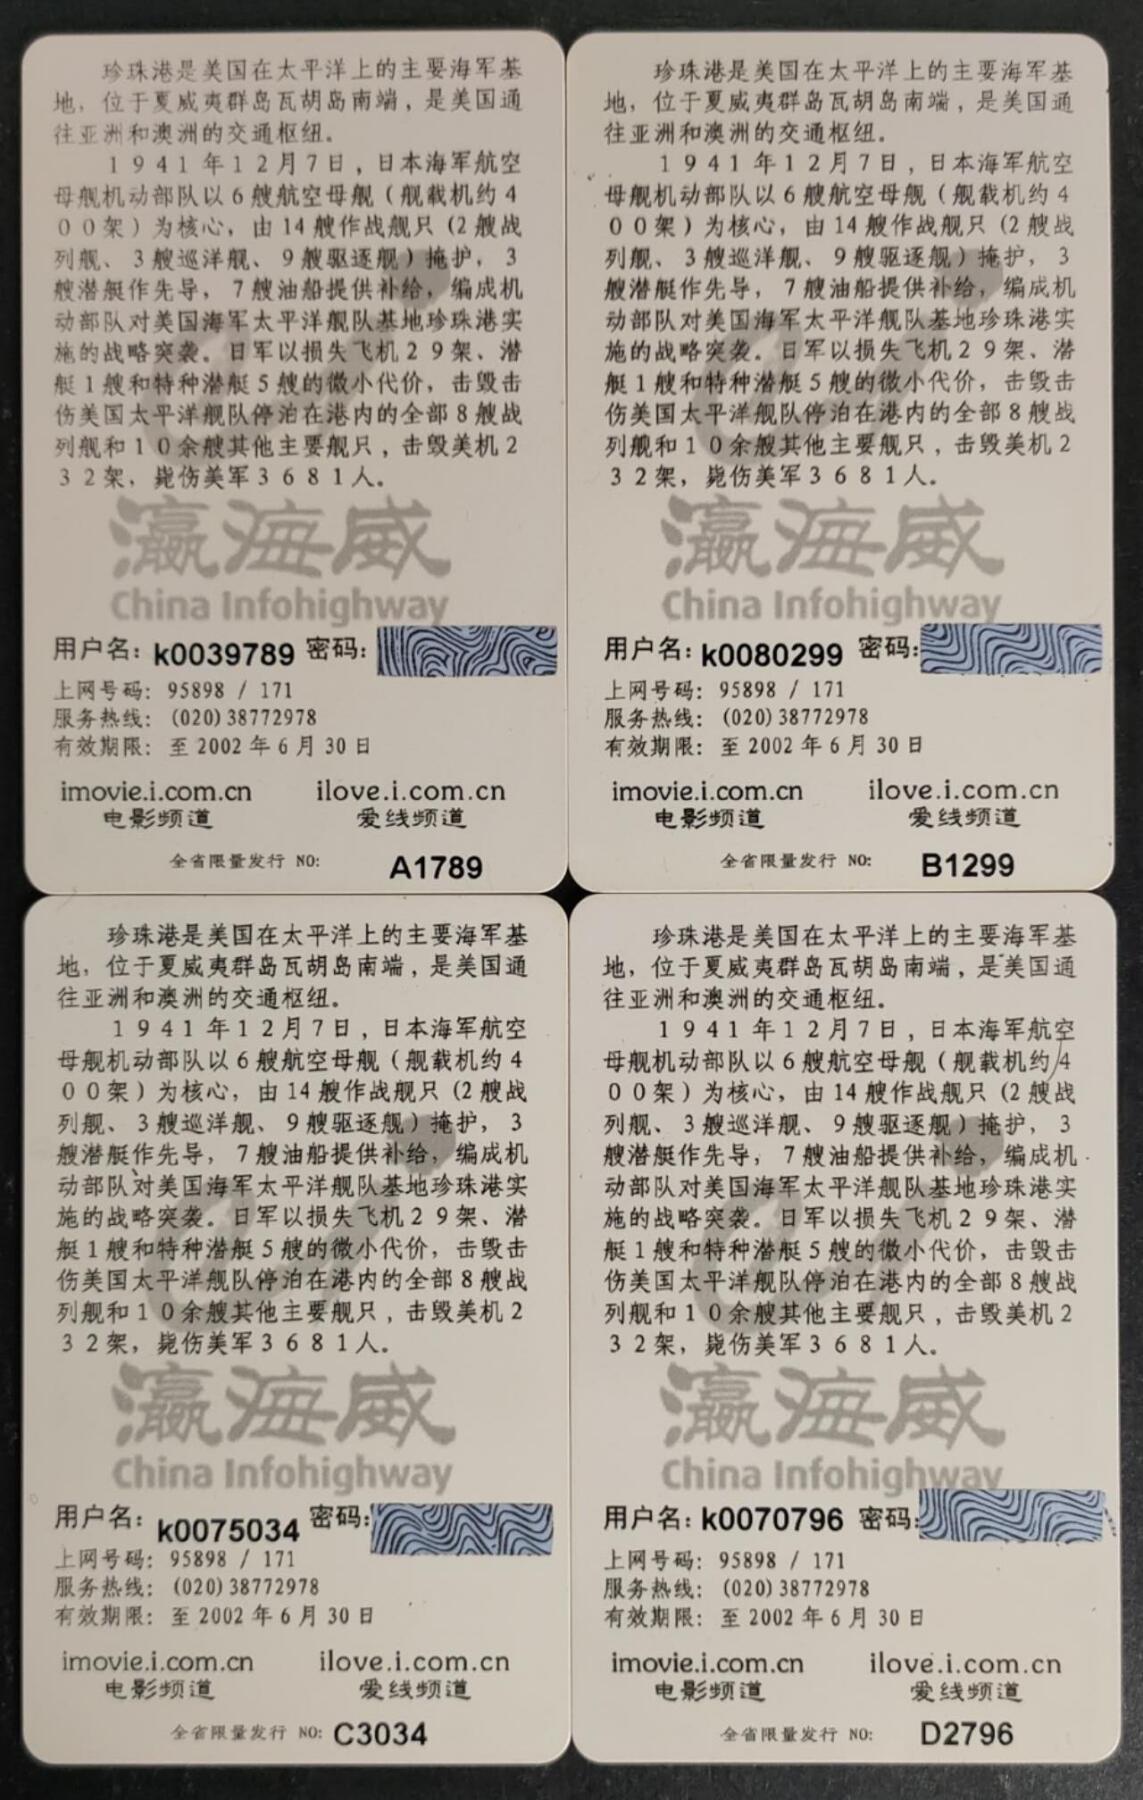 珍珠港是美国在太平洋上的主要海军基
地，位于夏威夷群岛瓦胡岛南端，是美国通
往亚洲和澳洲的交通枢纽。
1941年12月7日，日本海军航空
母舰机动部队以6艘航空母舰（舰载机约4
00架）为核心，由14艘作战舰只（2艘战
列舰、3艘巡洋舰、9艘驱逐舰）掩护，3
艘潜艇作先导，7艘油船提供补给，编成机
动部队对美国海军太平洋舰队基地珍珠港实
施的战略突袭。日军以损失飞机29架、潜
艇1艘和特种潜艇5艘的微小代价，击毁击
伤美国太平洋舰队停泊在港内的全部8艘战
列舰和10余艘其他主要舰只，击毁美机2
32架，毙伤美军3681人。
瀛海威
China Infohighway
用户名：k0039789 密码：
上网号码：95898 / 171
服务热线：(020)38772978
有效期限：至 2002 年 6 月 30 日
imovie.i.com.cn ilove.i.com.cn
电影频道 爱线频道
全省限量发行 NO: A1789
珍珠港是美国在太平洋上的主要海军基
地，位于夏威夷群岛瓦胡岛南端，是美国通
往亚洲和澳洲的交通枢纽。
1941年12月7日，日本海军航空
母舰机动部队以6艘航空母舰（舰载机约4
00架）为核心，由14艘作战舰只（2艘战
列舰、3艘巡洋舰、9艘驱逐舰）掩护，3
艘潜艇作先导，7艘油船提供补给，编成机
动部队对美国海军太平洋舰队基地珍珠港实
施的战略突袭。日军以损失飞机29架、潜
艇1艘和特种潜艇5艘的微小代价，击毁击
伤美国太平洋舰队停泊在港内的全部8艘战
列舰和10余艘其他主要舰只，击毁美机2
32架，毙伤美军3681人。
瀛海威
China Infohighway
用户名：k0080299 密码：
上网号码：95898 / 171
服务热线：(020)38772978
有效期限：至 2002 年 6 月 30 日
imovie.i.com.cn ilove.i.com.cn
电影频道 爱线频道
全省限量发行 NO: B1299
珍珠港是美国在太平洋上的主要海军基
地，位于夏威夷群岛瓦胡岛南端，是美国通
往亚洲和澳洲的交通枢纽。
1941年12月7日，日本海军航空
母舰机动部队以6艘航空母舰（舰载机约4
00架）为核心，由14艘作战舰只（2艘战
列舰、3艘巡洋舰、9艘驱逐舰）掩护，3
艘潜艇作先导，7艘油船提供补给，编成机
动部队对美国海军太平洋舰队基地珍珠港实
施的战略突袭。日军以损失飞机29架、潜
艇1艘和特种潜艇5艘的微小代价，击毁击
伤美国太平洋舰队停泊在港内的全部8艘战
列舰和10余艘其他主要舰只，击毁美机2
32架，毙伤美军3681人。
瀛海威
China Infohighway
用户名：k0075034 密码：
上网号码：95898 / 171
服务热线：(020)38772978
有效期限：至 2002 年 6 月 30 日
imovie.i.com.cn ilove.i.com.cn
电影频道 爱线频道
全省限量发行 NO: C3034
珍珠港是美国在太平洋上的主要海军基
地，位于夏威夷群岛瓦胡岛南端，是美国通
往亚洲和澳洲的交通枢纽。
1941年12月7日，日本海军航空
母舰机动部队以6艘航空母舰（舰载机约4
00架）为核心，由14艘作战舰只（2艘战
列舰、3艘巡洋舰、9艘驱逐舰）掩护，3
艘潜艇作先导，7艘油船提供补给，编成机
动部队对美国海军太平洋舰队基地珍珠港实
施的战略突袭。日军以损失飞机29架、潜
艇1艘和特种潜艇5艘的微小代价，击毁击
伤美国太平洋舰队停泊在港内的全部8艘战
列舰和10余艘其他主要舰只，击毁美机2
32架，毙伤美军3681人。
瀛海威
China Infohighway
用户名：k0070796 密码：
上网号码：95898 / 171
服务热线：(020)38772978
有效期限：至 2002 年 6 月 30 日
imovie.i.com.cn ilove.i.com.cn
电影频道 爱线频道
全省限量发行 NO: D2796